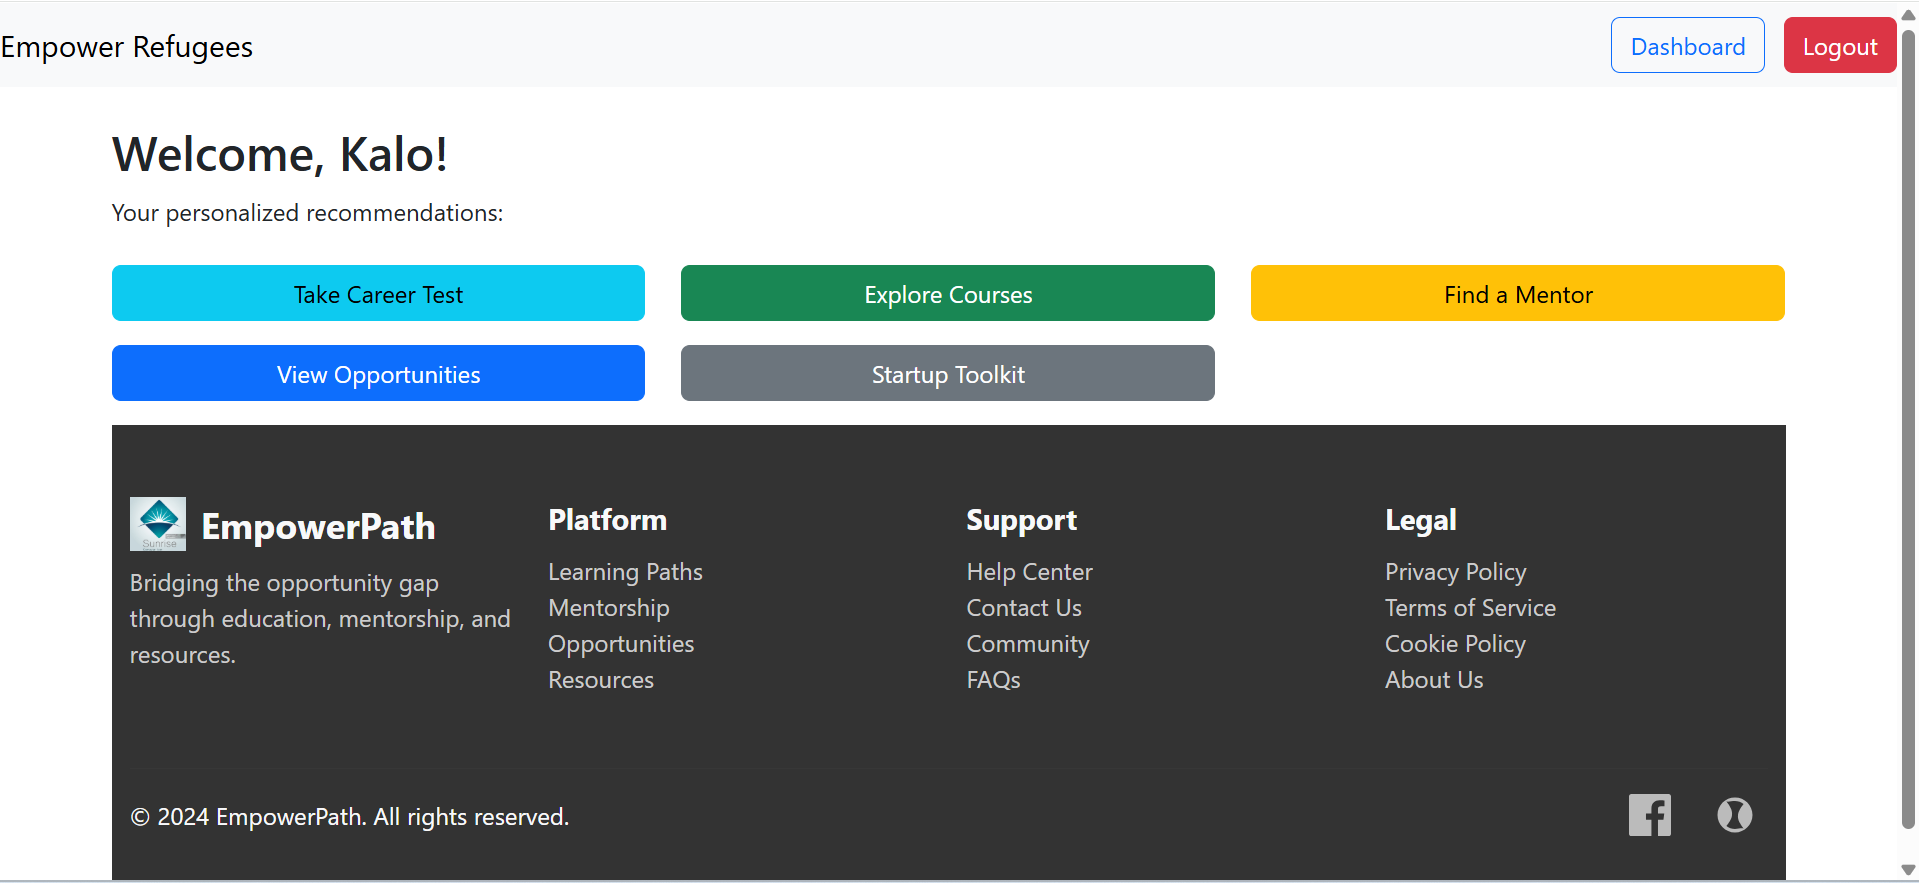 Empower Refugees
Dashboard
Logout
Welcome, Kalo!
Your personalized recommendations:
Take Career Test
Explore Courses
Find a Mentor
View Opportunities
Startup Toolkit
Sunrise
EmpowerPath
Bridging the opportunity gap
through education, mentorship, and
resources.
Platform
Learning Paths
Mentorship
Opportunities
Resources
Support
Help Center
Contact Us
Community
FAQs
Legal
Privacy Policy
Terms of Service
Cookie Policy
About Us
© 2024 EmpowerPath. All rights reserved.